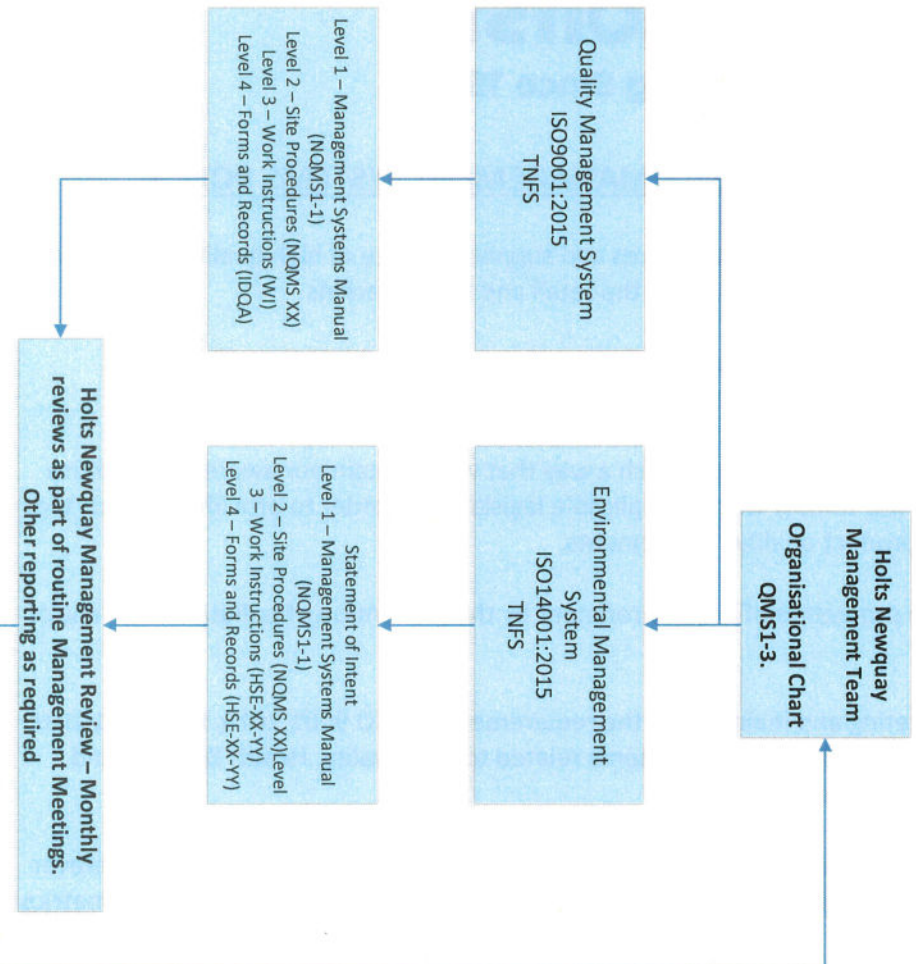 Holts Newquay
Management Team
Organisational Chart
QMS1-3.
Quality Management System
ISO9001:2015
TNFS
Environmental Management
System
ISO14001:2015
TNFS
Level 1 – Management Systems Manual
(NQMS1-1)
Level 2 – Site Procedures (NQMS XX)
Level 3 – Work Instructions (WI)
Level 4 – Forms and Records (IDQA)
Statement of Intent
Level 1 – Management Systems Manual
(NQMS1-1)
Level 2 – Site Procedures (NQMS XX)Level
3 – Work Instructions (HSE-XX-YY)
Level 4 – Forms and Records (HSE-XX-YY)
Holts Newquay Management Review – Monthly
reviews as part of routine Management Meetings.
Other reporting as required